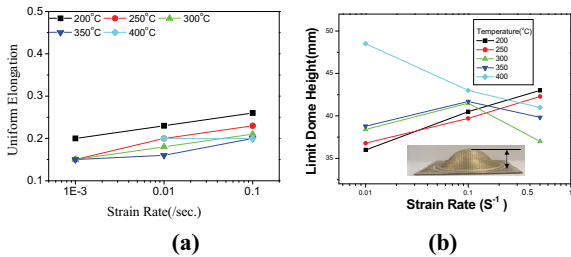 (a)
200°C 250°C 300°C
350°C 400°C
0.5
0.4
0.3
0.2
0.1
Uniform Elongation
1E-3 0.01 0.1
Strain Rate(/sec.)
(a)
(b)
Temperature(°C)
200
250
300
350
400
50
45
40
35
Limit Dome Height(mm)
0.01 0.1 0.5 1
Strain Rate (S⁻¹)
(b)